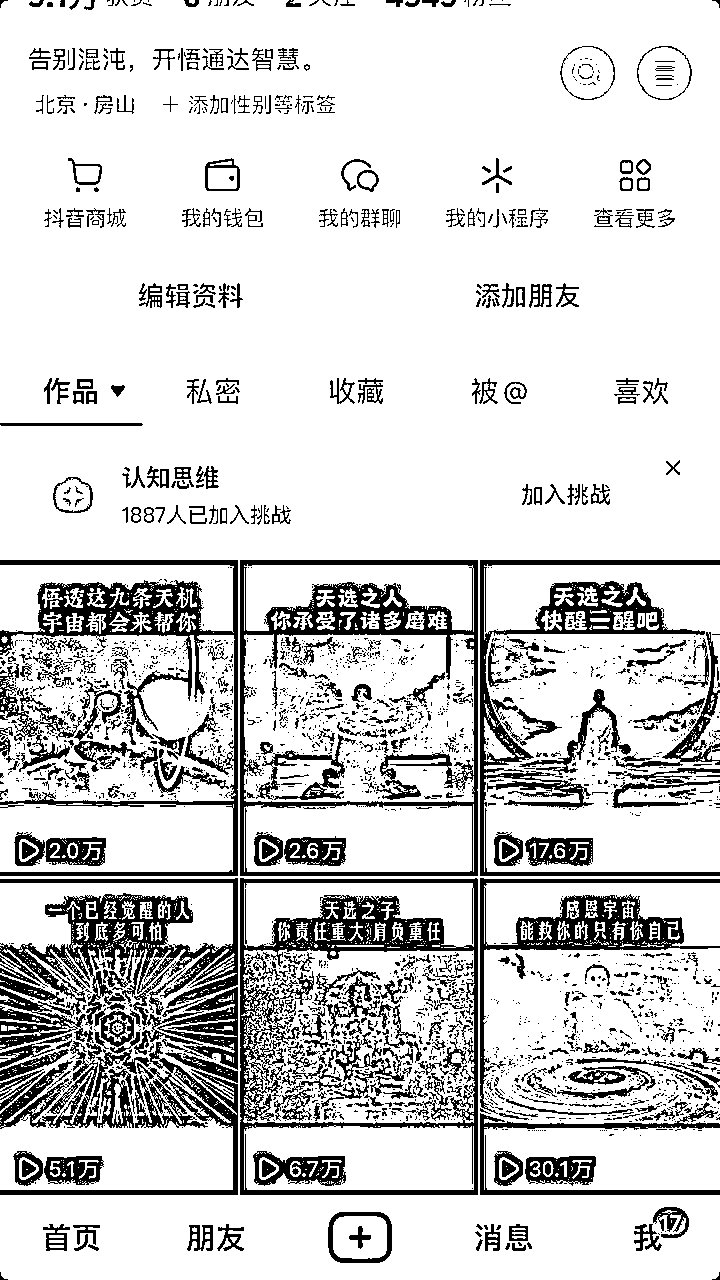 告别混沌，开悟通达智慧。
北京·房山 + 添加性别等标签
抖音商城 我的钱包 我的群聊 我的小程序 查看更多
编辑资料 添加朋友
作品 私密 收藏 被@ 喜欢
认知思维
1887人已加入挑战
加入挑战
悟透这九条天机
宇宙都会来帮你
天选之人
你承受了诸多磨难
天选之人
快醒三醒吧
2.0万 2.6万 17.6万
一个已经觉醒的人
到底多可怕
天选之子
你责任重大 肩负重任
感恩宇宙
能救你的只有你自己
5.1万 6.7万 30.1万
首页 朋友 消息 我 17